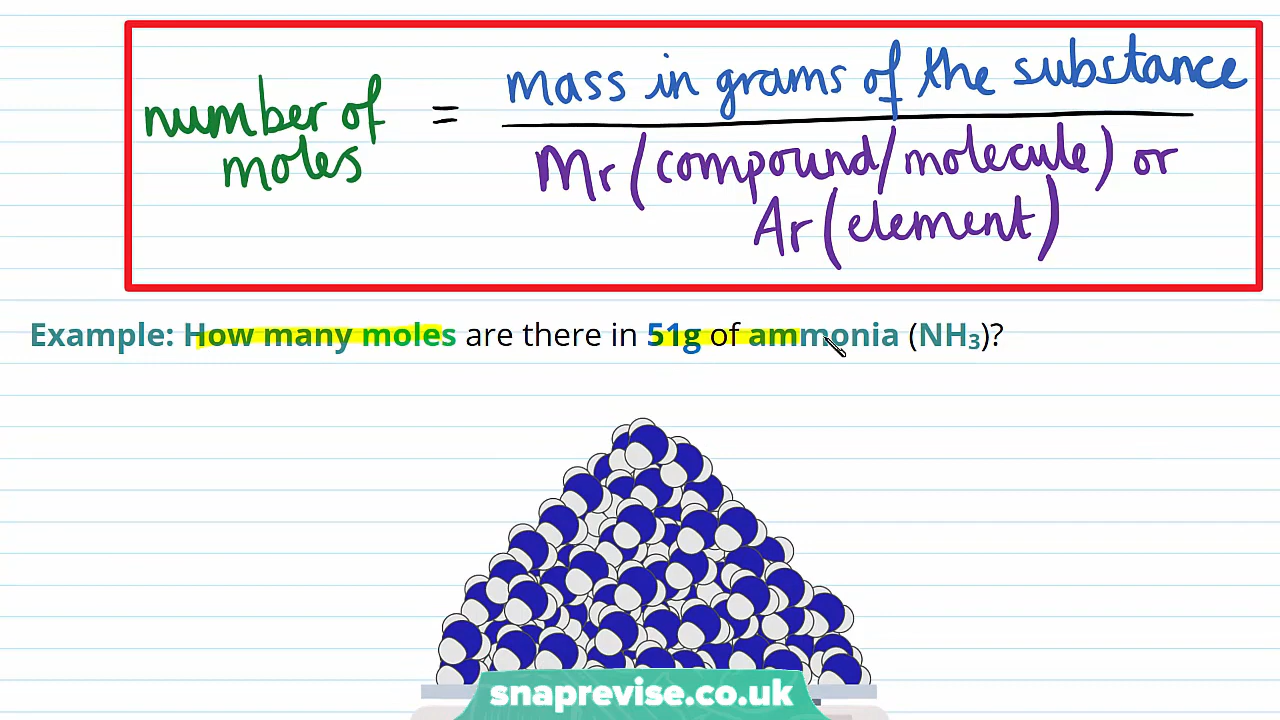 number of moles = mass in grams of the substance
Mr (compound/molecule) or
Ar (element)
Example: How many moles are there in 51g of ammonia (NH₃)?
snaprevise.co.uk